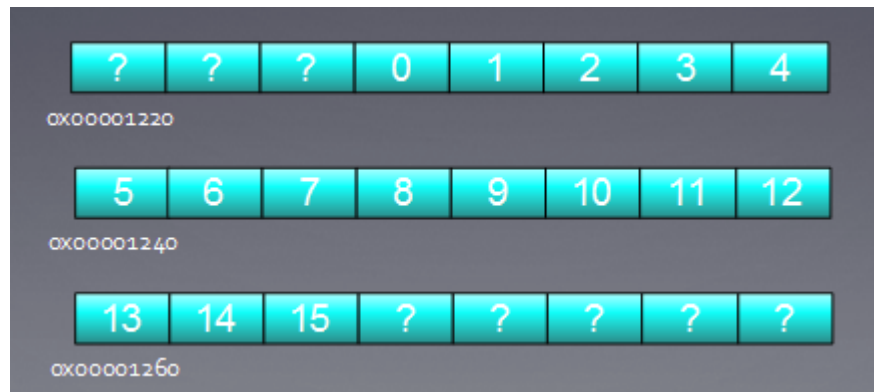 ? ? ? 0 1 2 3 4
0x00001220
5 6 7 8 9 10 11 12
0x00001240
13 14 15 ? ? ? ? ?
0x00001260